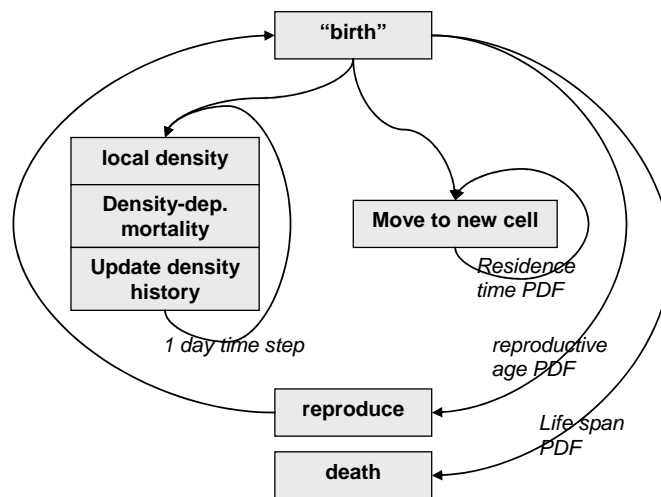 “birth”
local density
Density-dep.
mortality
Update density
history
1 day time step
Move to new cell
Residence
time PDF
reproductive
age PDF
reproduce
Life span
PDF
death